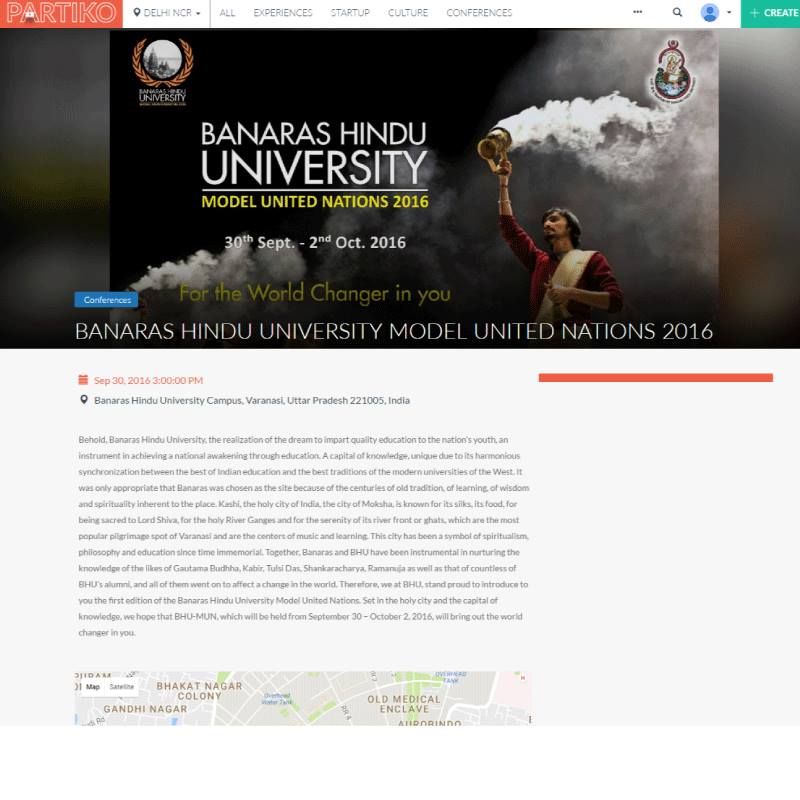 PARTIKO
DELHI NCR
ALL
EXPERIENCES
STARTUP
CULTURE
CONFERENCES
+ CREATE
BANARAS HINDU
UNIVERSITY
BANARAS HINDU
UNIVERSITY
MODEL UNITED NATIONS 2016
30th Sept. - 2nd Oct. 2016
For the World Changer in you
Conferences
BANARAS HINDU UNIVERSITY MODEL UNITED NATIONS 2016
Sep 30, 2016 3:00:00 PM
Banaras Hindu University Campus, Varanasi, Uttar Pradesh 221005, India
Behold, Banaras Hindu University, the realization of the dream to impart quality education to the nation's youth, an
instrument in achieving a national awakening through education. A capital of knowledge, unique due to its harmonious
synchronization between the best of Indian education and the best traditions of the modern universities of the West. It
was only appropriate that Banaras was chosen as the site because of the centuries of old tradition, of learning, of wisdom
and spirituality inherent to the place. Kashi, the holy city of India, the city of Moksha, is known for its silks, its food, for
being sacred to Lord Shiva, for the holy River Ganges and for the serenity of its river front or ghats, which are the most
popular pilgrimage spot of Varanasi and are the centers of music and learning. This city has been a symbol of spiritualism,
philosophy and education since time immemorial. Together, Banaras and BHU have been instrumental in nurturing the
knowledge of the likes of Gautama Budhha, Kabir, Tulsi Das, Shankaracharya, Ramanuja as well as that of countless of
BHU's alumni, and all of them went on to affect a change in the world. Therefore, we at BHU, stand proud to introduce to
you the first edition of the Banaras Hindu University Model United Nations. Set in the holy city and the capital of
knowledge, we hope that BHU-MUN, which will be held from September 30 – October 2, 2016, will bring out the world
changer in you.
Map
Satellite
BHAKAT NAGAR
COLONY
GANDHI NAGAR
Overhead
Water Tank
RR 4
OVERHEAD
TANK
OLD MEDICAL
ENCLAVE
AUROBINDO